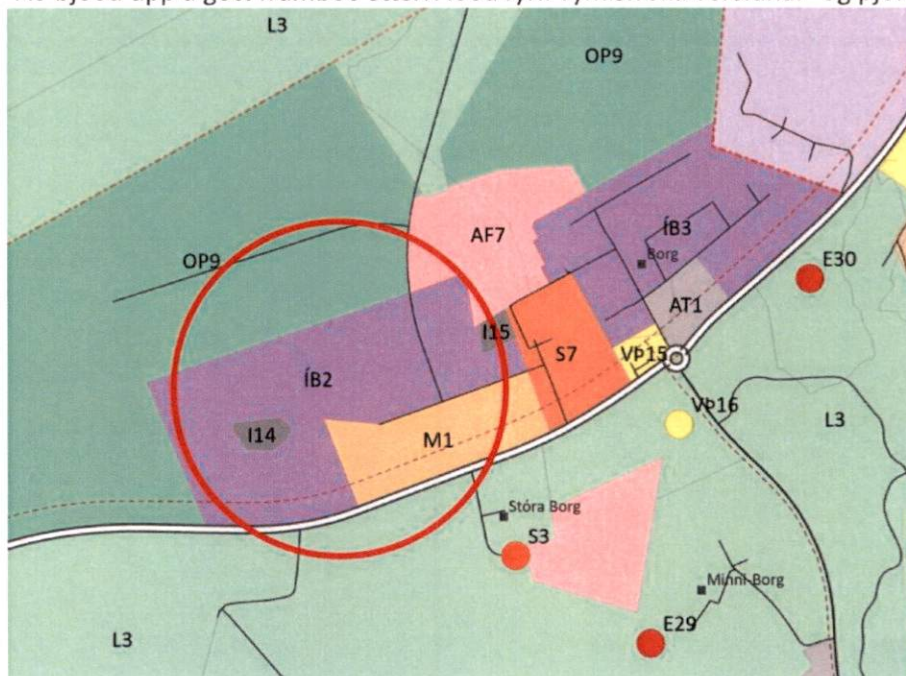 L3
OP9
AF7
OP9
ÍB3
Borg
E30
AT1
I15
S7
VÞ15
ÍB2
VÞ16
L3
I14
M1
Stóra Borg
S3
Minni-Borg
E29
L3